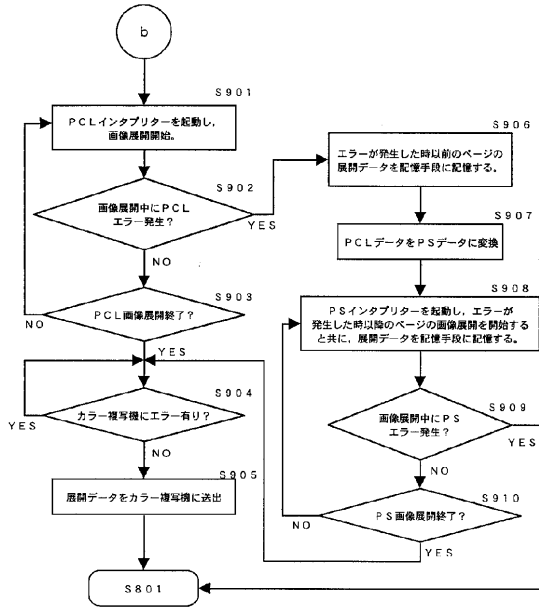 b
S901
PCLインタプリターを起動し,
画像展開開始。
S902
画像展開中にPCL
エラー発生?
YES
NO
S903
PCL画像展開終了?
NO
YES
S904
カラー複写機にエラー有り?
YES
NO
S905
展開データをカラー複写機に送出
S801
S906
エラーが発生した時以前のページの
展開データを記憶手段に記憶する。
S907
PCLデータをPSデータに変換
S908
PSインタプリターを起動し,エラーが
発生した時以降のページの画像展開を開始する
と共に,展開データを記憶手段に記憶する。
S909
画像展開中にPS
エラー発生?
YES
NO
S910
PS画像展開終了?
NO
YES